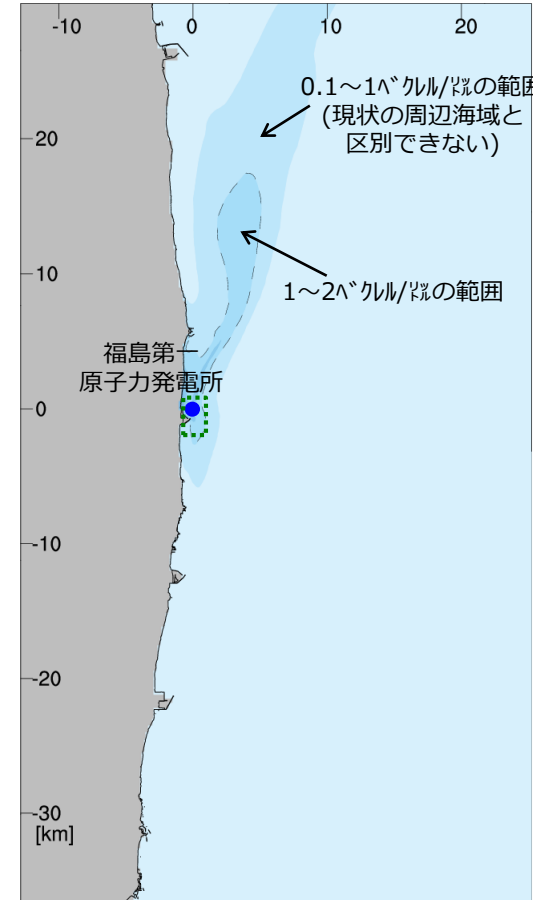 -10 0 10 20
0.1～1ﾍﾞｸﾚﾙ/㍑の範囲
(現状の周辺海域と
区別できない)
20
10
1～2ﾍﾞｸﾚﾙ/㍑の範囲
福島第一
原子力発電所
0
-10
-20
-30
[km]